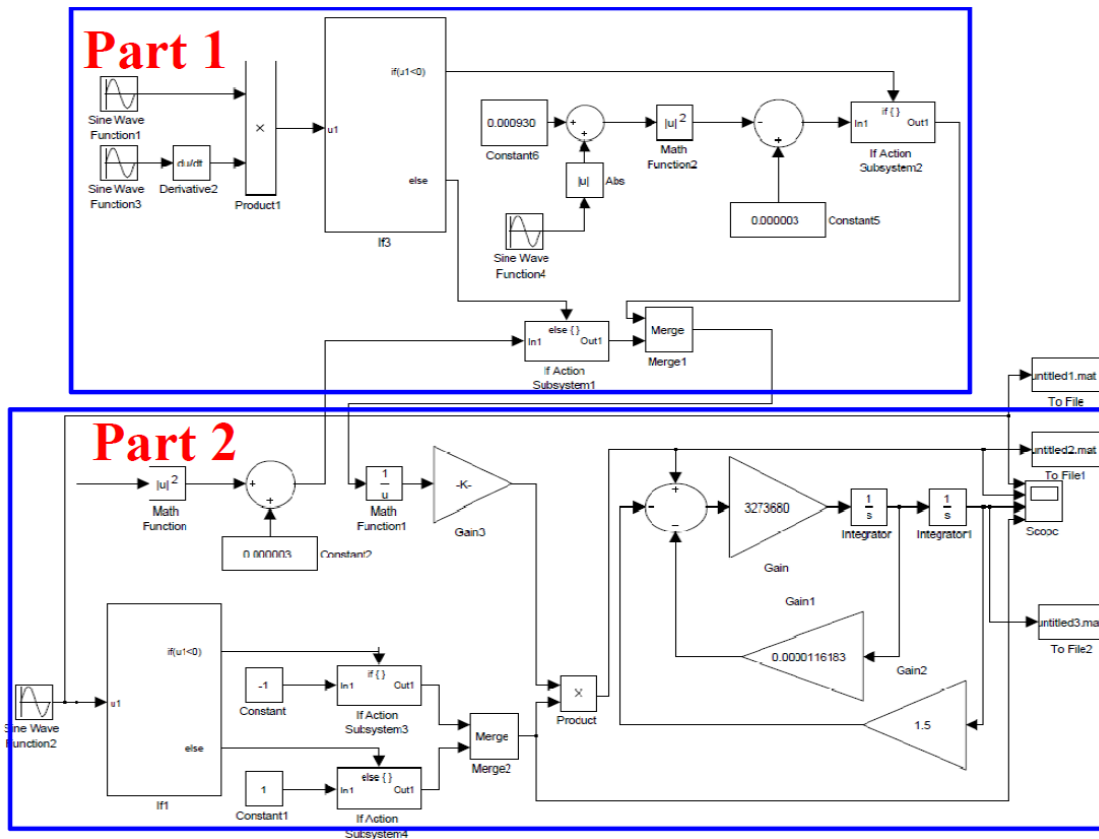 Part 1
Sine Wave
Function1
Sine Wave
Function3
du/dt
Derivative2
×
Product1
u1
if(u1<0)
else
If3
0.000930
Constant6
+
+
|u|
Abs
Sine Wave
Function4
|u| 2
Math
Function2
-
+
0.000003
Constant5
if { }
In1 Out1
If Action
Subsystem2
else { }
In1 Out1
If Action
Subsystem1
Merge
Merge1
untitled1.mat
To File
Part 2
|u| 2
Math
Function
+
+
0.000003
Constant2
1
u
Math
Function1
-K-
Gain3
+
-
-
3273680
Gain
1
s
Integrator
1
s
Integrator1
untitled2.mat
To File1
Scope
Gain1
0.0000116183
Gain2
1.5
untitled3.mat
To File2
Sine Wave
Function2
u1
if(u1<0)
else
If1
-1
Constant
if { }
In1 Out1
If Action
Subsystem3
1
Constant1
else { }
In1 Out1
If Action
Subsystem4
Merge
Merge2
×
Product